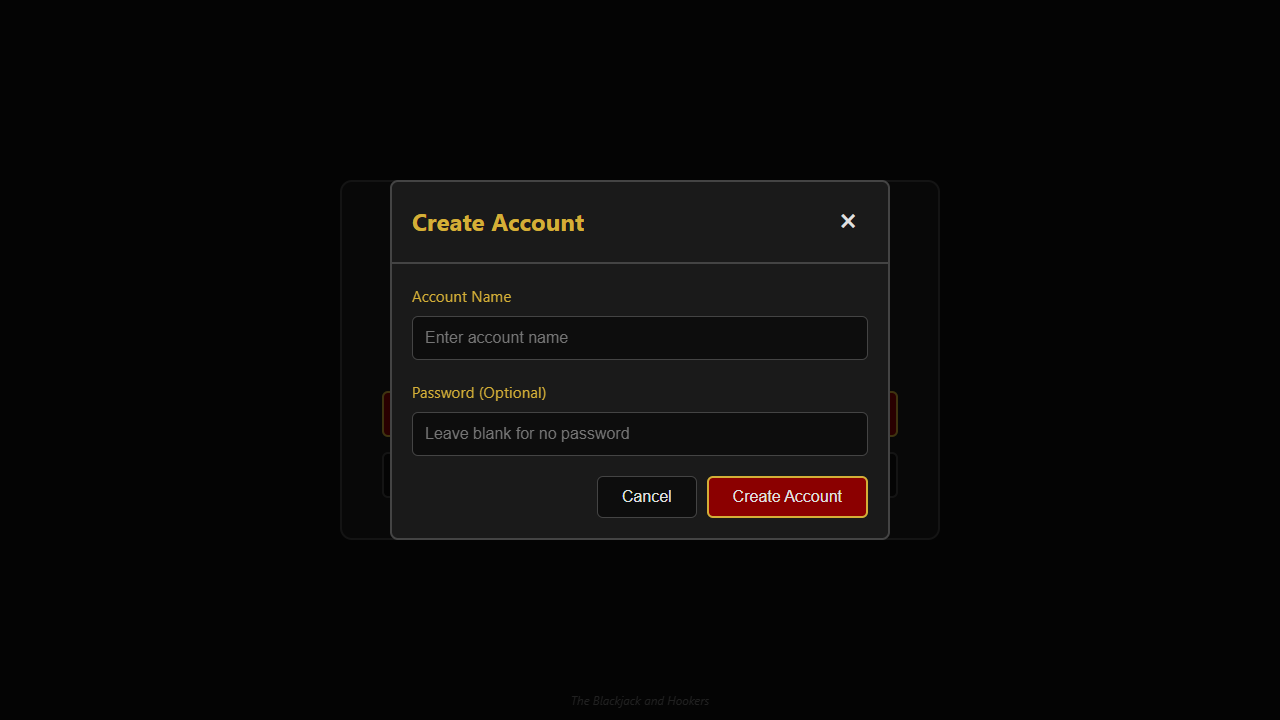 Create Account
✕
Account Name
Enter account name
Password (Optional)
Leave blank for no password
Cancel
Create Account
The Blackjack and Hookers